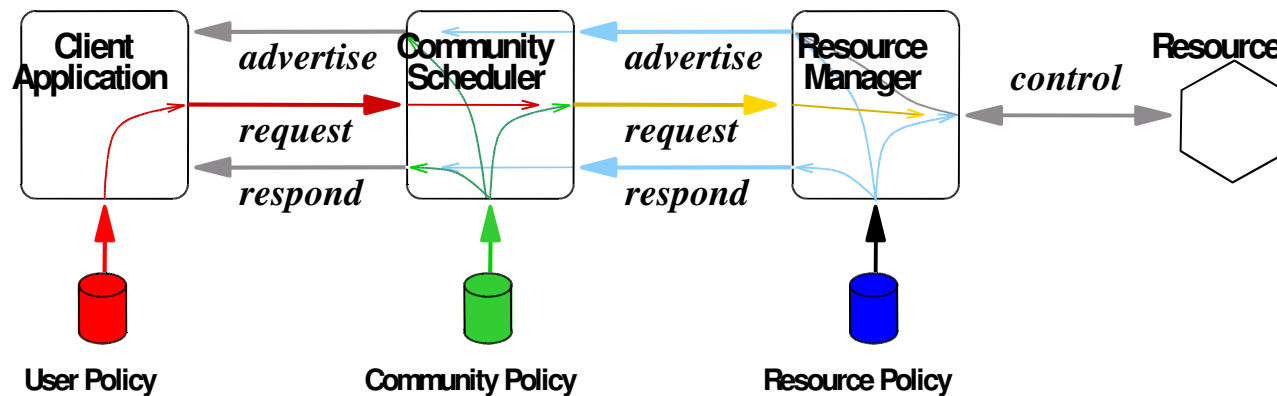 Client
Application
advertise
request
respond
Community
Scheduler
advertise
request
respond
Resource
Manager
control
Resource
User Policy
Community Policy
Resource Policy